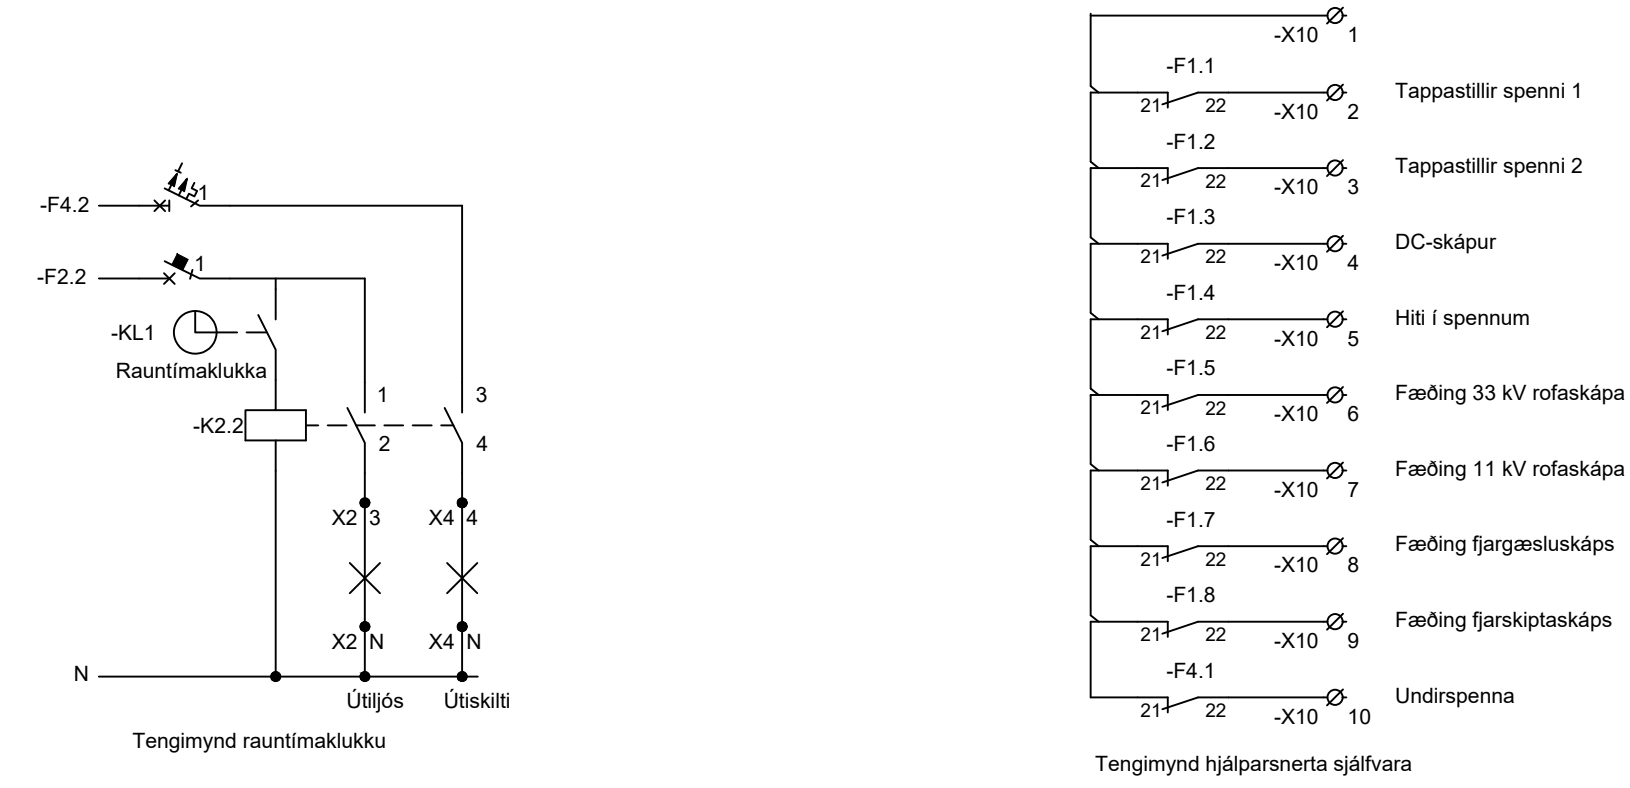 -F4.2
1
-F2.2
1
-KL1
Rauntímaklukka
-K2.2
1
3
2
4
X2 3
X4 4
X2 N
X4 N
N
Útiljós
Útiskilti
Tengimynd rauntímaklukku
-X10 1
-F1.1
21 22 -X10 2
Tappastillir spenni 1
-F1.2
21 22 -X10 3
Tappastillir spenni 2
-F1.3
21 22 -X10 4
DC-skápur
-F1.4
21 22 -X10 5
Hiti í spennum
-F1.5
21 22 -X10 6
Fæðing 33 kV rofaskápa
-F1.6
21 22 -X10 7
Fæðing 11 kV rofaskápa
-F1.7
21 22 -X10 8
Fæðing fjargæsluskáps
-F1.8
21 22 -X10 9
Fæðing fjarskiptaskáps
-F4.1
21 22 -X10 10
Undirspenna
Tengimynd hjálparsnerta sjálfvara